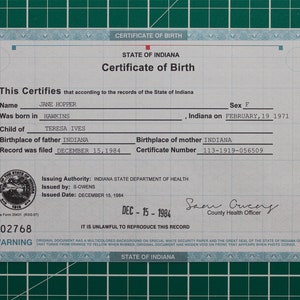 CERTIFICATE OF BIRTH
STATE OF INDIANA
Certificate of Birth
This Certifies that according to the records of the State of Indiana
Name JANE HOPPER Sex F
Was born in HAWKINS , Indiana on FEBRUARY,19 1971
Child of TERESA IVES
Birthplace of father INDIANA Birthplace of mother INDIANA
Record was filed DECEMBER 15,1984 Certificate Number 113-1919-056509
Issuing Authority: INDIANA STATE DEPARTMENT OF HEALTH
Issued by: S-OWENS
Issued Date: DECEMBER 15, 1984
DEC - 15 - 1984
Sam Owens
County Health Officer
02768
IT IS UNLAWFUL TO REPRODUCE THIS RECORD
WARNING
STATE OF INDIANA